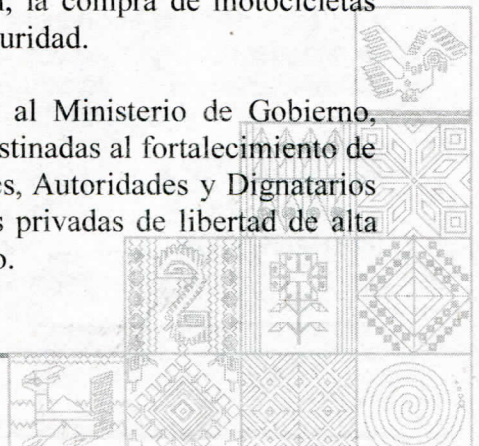 la compra de motocicletas
uridad.
al Ministerio de Gobierno,
stinadas al fortalecimiento de
es, Autoridades y Dignatarios
s privadas de libertad de alta
o.